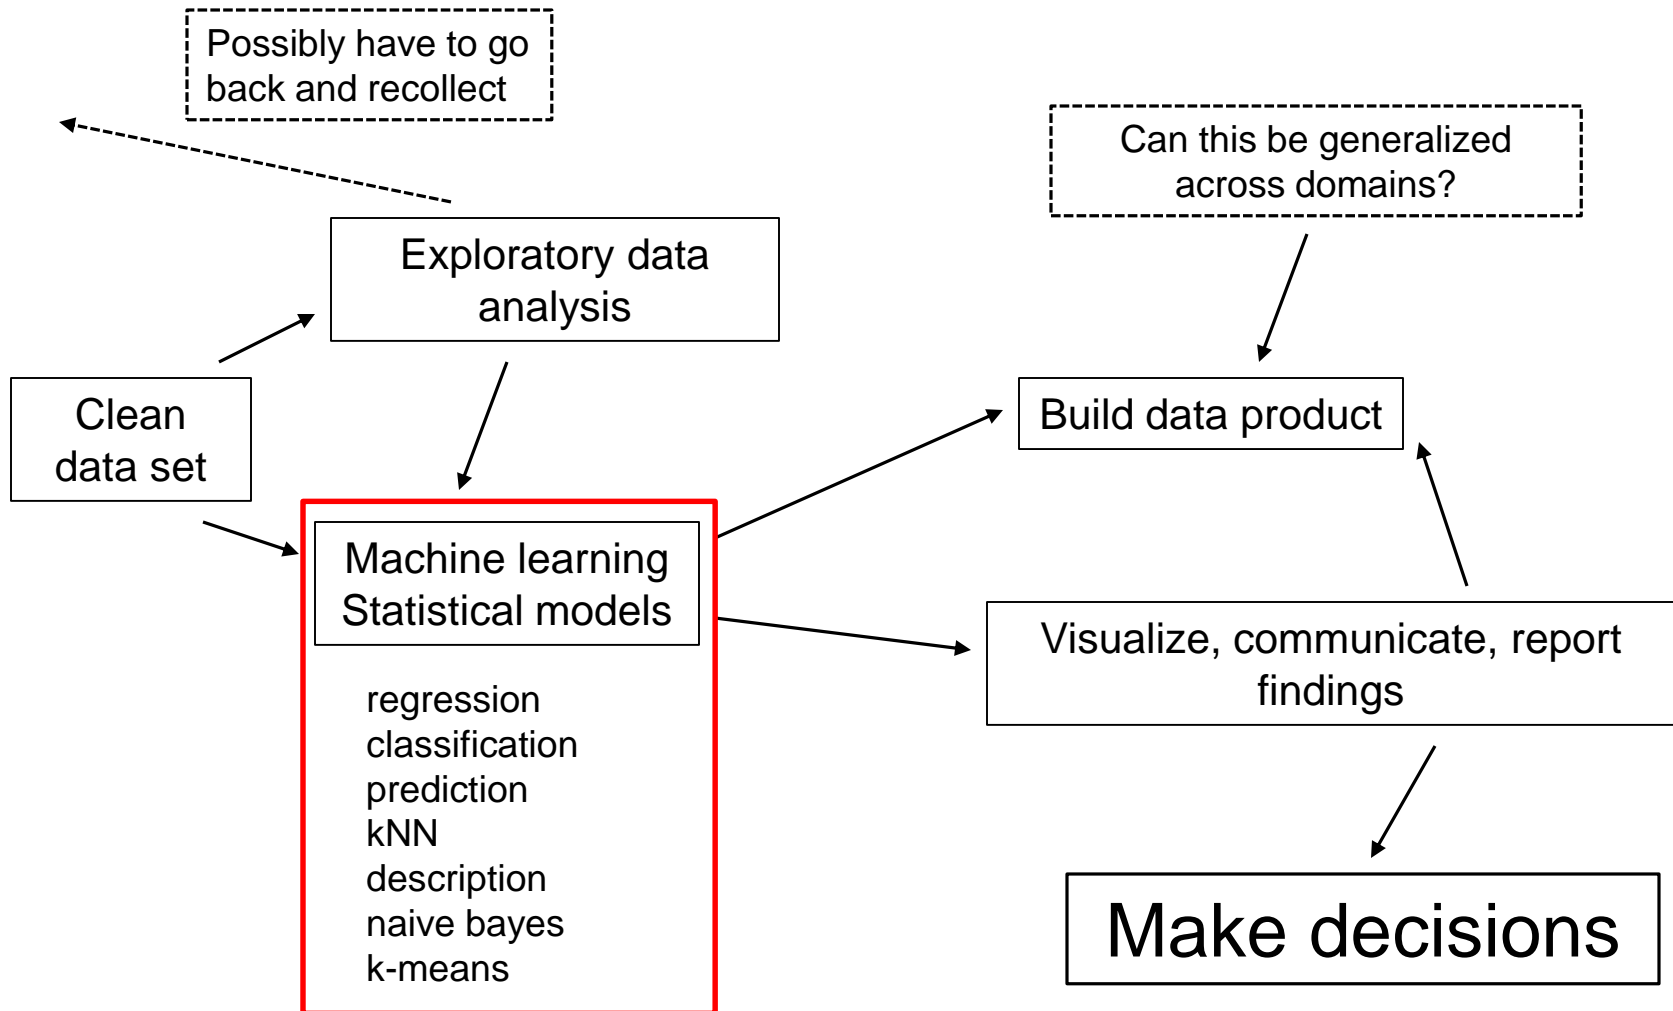 Possibly have to go
back and recollect
Can this be generalized
across domains?
Exploratory data
analysis
Clean
data set
Build data product
Machine learning
Statistical models
regression
classification
prediction
kNN
description
naive bayes
k-means
Visualize, communicate, report
findings
Make decisions